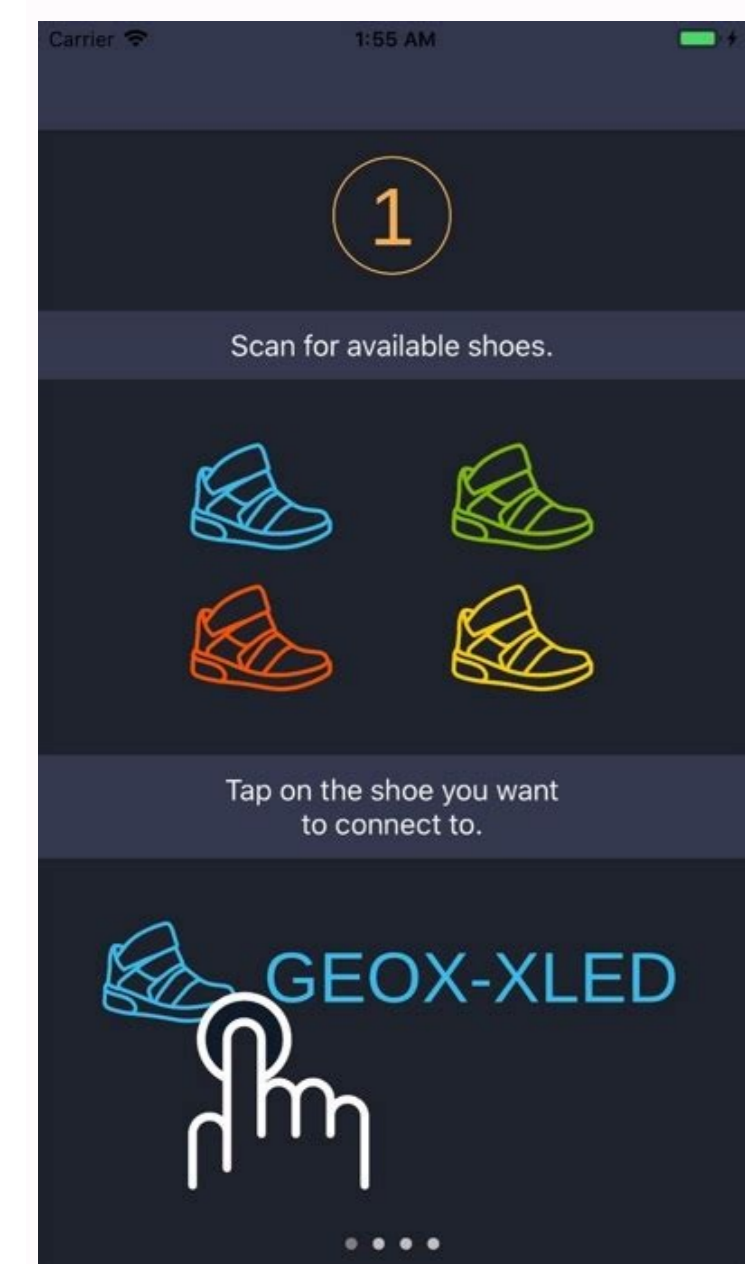 Carrier
1:55 AM
1
Scan for available shoes.
Tap on the shoe you want
to connect to.
GEOX-XLED